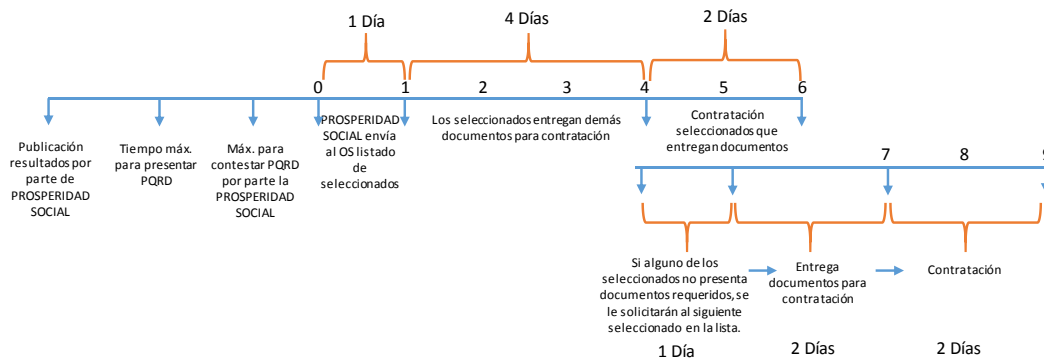 1 Día
4 Días
2 Días
0 1 2 3 4 5 6
Publicación
resultados por
parte de
PROSPERIDAD
SOCIAL
Tiempo máx.
para presentar
PQRD
Máx. para
contestar PQRD
por parte la
PROSPERIDAD
SOCIAL
PROSPERIDAD
SOCIAL envía
al OS listado
de
seleccionados
Los seleccionados entregan demás
documentos para contratación
Contratación
seleccionados que
entregan documentos
7 8 9
Si alguno de los
seleccionados no presenta
documentos requeridos, se
le solicitarán al siguiente
seleccionado en la lista.
Entrega
documentos para
contratación
Contratación
1 Día
2 Días
2 Días